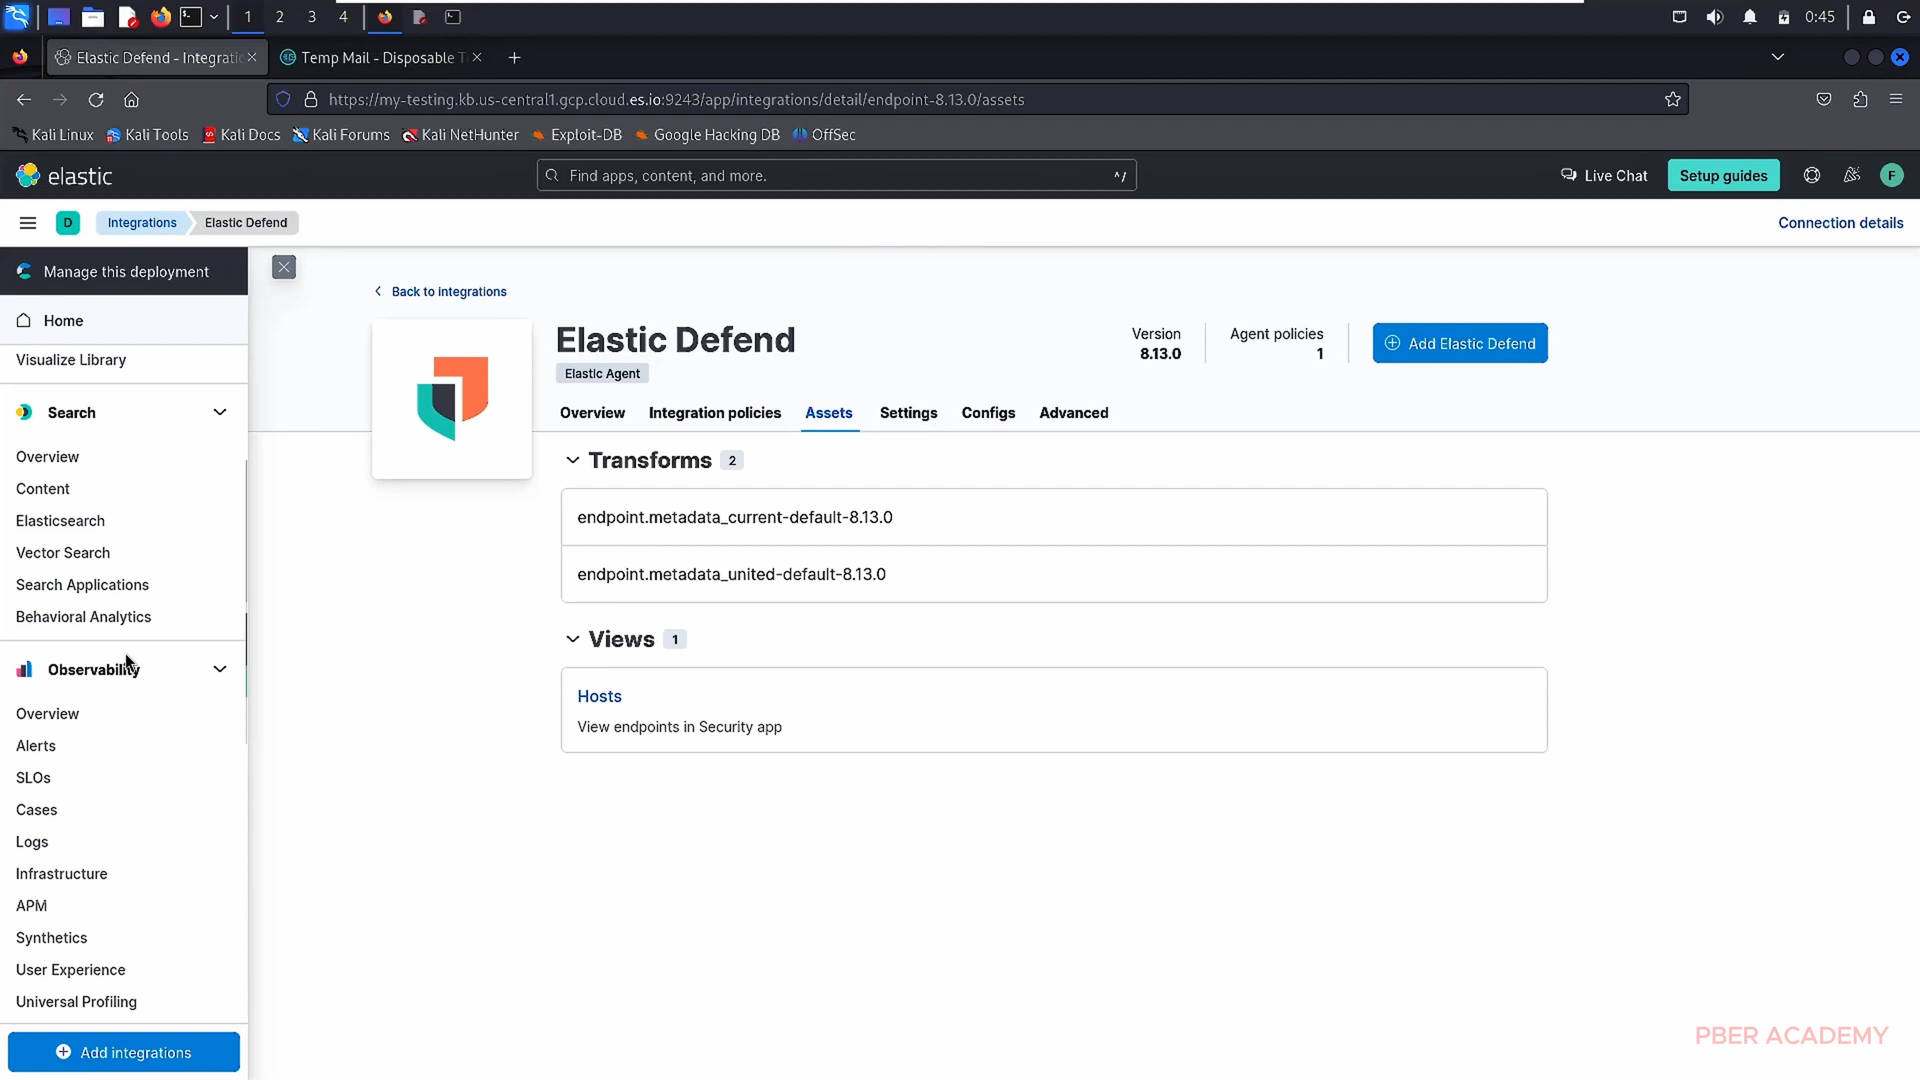 1
2
3
4
0:45
Elastic Defend - Integratic
Temp Mail - Disposable T
https://my-testing.kb.us-central1.gcp.cloud.es.io:9243/app/integrations/detail/endpoint-8.13.0/assets
Kali Linux
Kali Tools
Kali Docs
Kali Forums
Kali NetHunter
Exploit-DB
Google Hacking DB
OffSec
elastic
Find apps, content, and more.
^/
Live Chat
Setup guides
F
D
Integrations
Elastic Defend
Connection details
Manage this deployment
Home
Visualize Library
Search
Overview
Content
Elasticsearch
Vector Search
Search Applications
Behavioral Analytics
Observability
Overview
Alerts
SLOs
Cases
Logs
Infrastructure
APM
Synthetics
User Experience
Universal Profiling
Add integrations
Back to integrations
Elastic Defend
Elastic Agent
Version
8.13.0
Agent policies
1
Add Elastic Defend
Overview
Integration policies
Assets
Settings
Configs
Advanced
Transforms 2
endpoint.metadata_current-default-8.13.0
endpoint.metadata_united-default-8.13.0
Views 1
Hosts
View endpoints in Security app
PBER ACADEMY